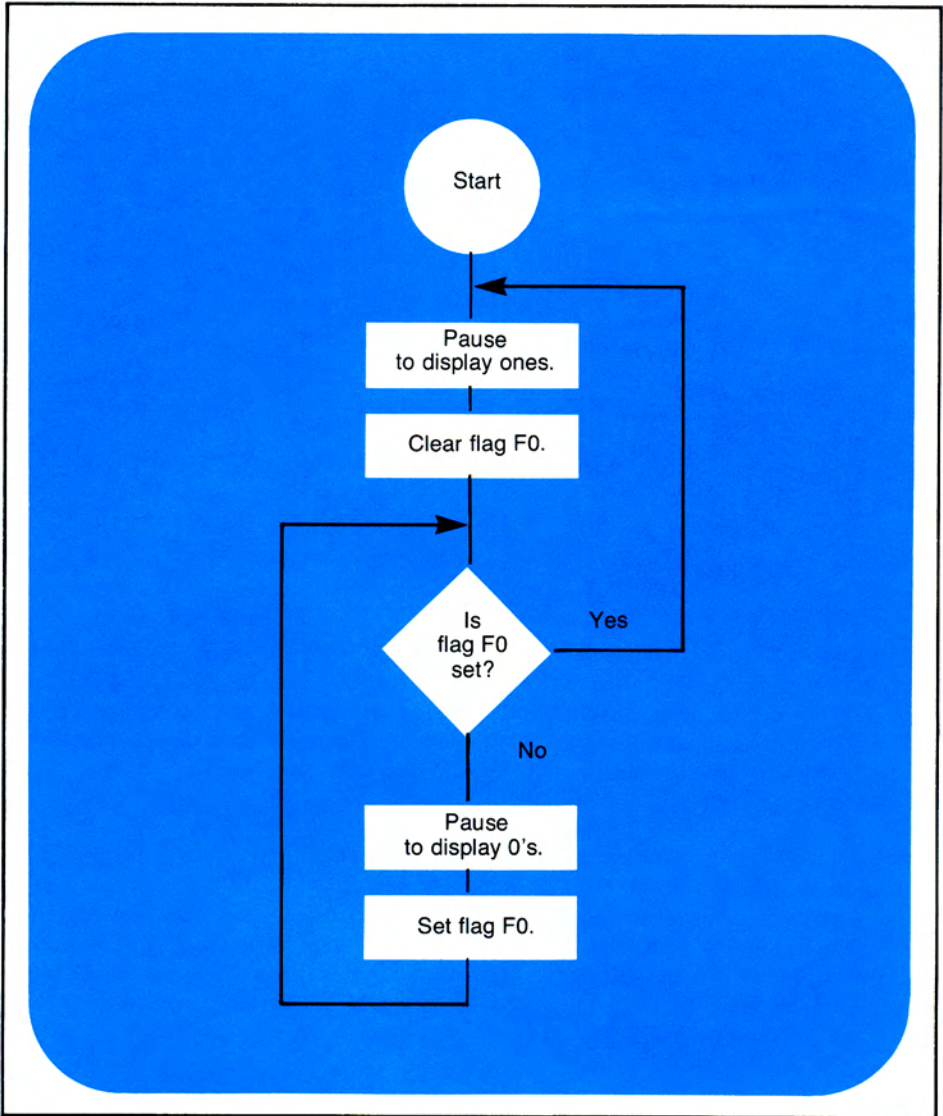 Start
Pause
to display ones.
Clear flag F0.
Is
flag F0
set?
Yes
No
Pause
to display 0's.
Set flag F0.